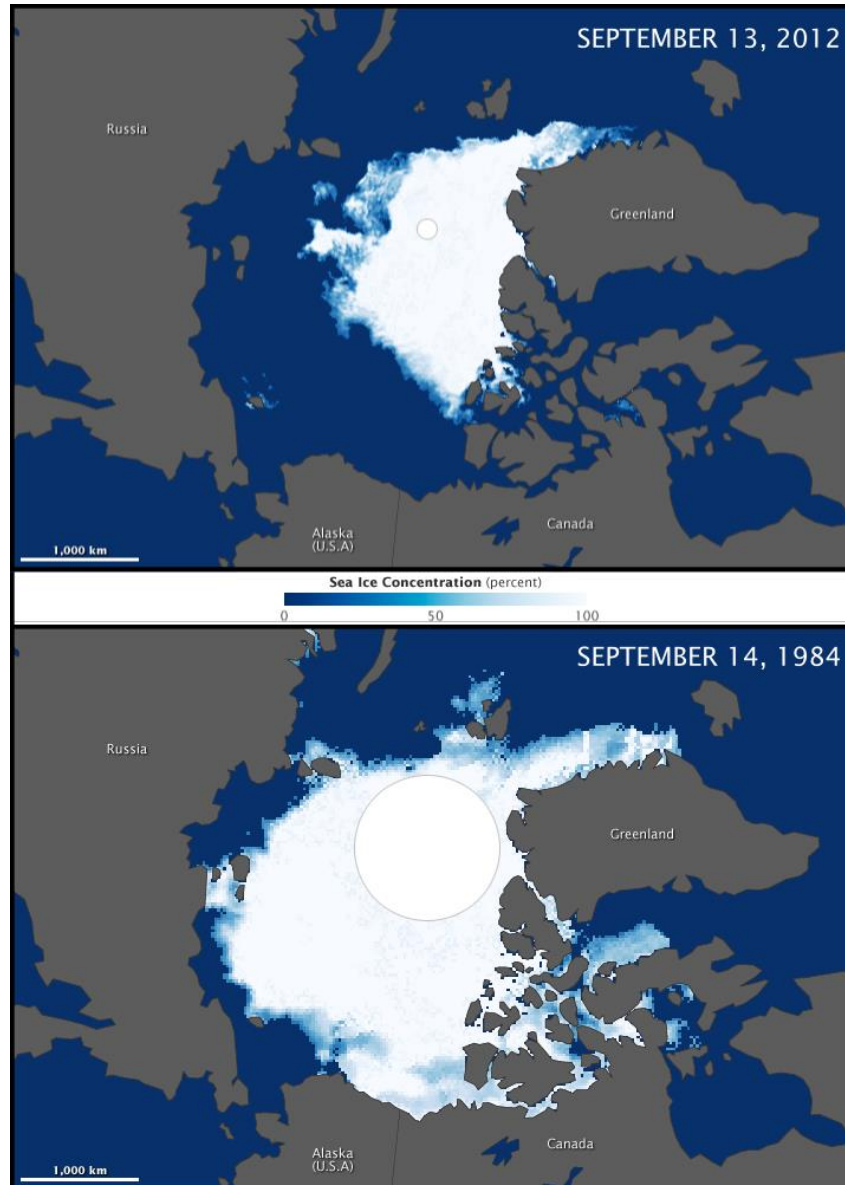 SEPTEMBER 13, 2012
Russia
Greenland
Alaska
(U.S.A)
Canada
1,000 km
Sea Ice Concentration (percent)
0 50 100
SEPTEMBER 14, 1984
Russia
Greenland
Alaska
(U.S.A)
Canada
1,000 km